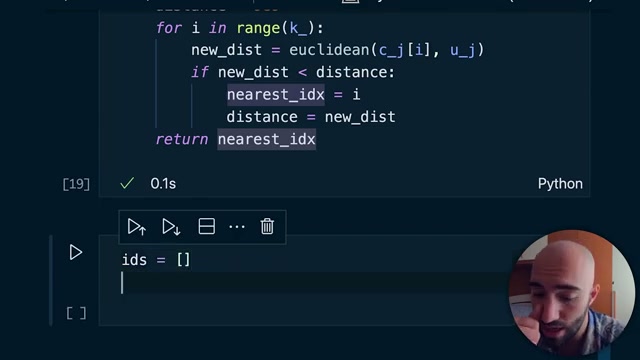 for i in range(k_):
new_dist = euclidean(c_j[i], u_j)
if new_dist < distance:
nearest_idx = i
distance = new_dist
return nearest_idx
[19]
0.1s
Python
ids = []
[ ]